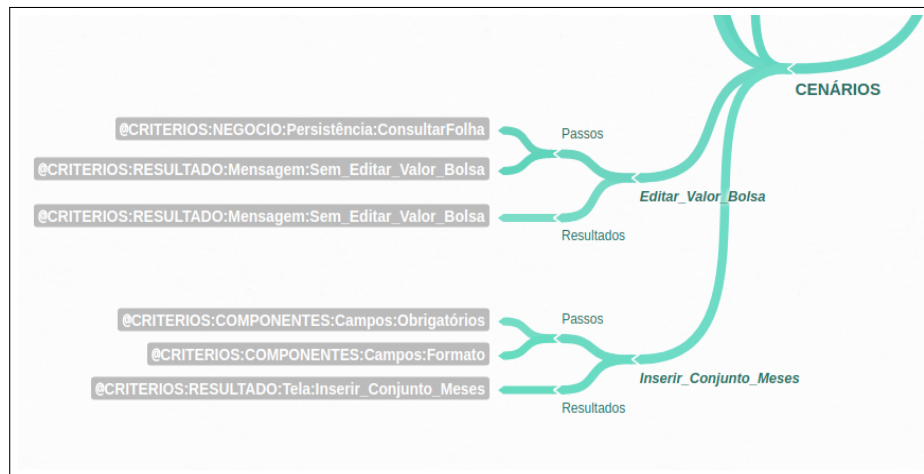 CENÁRIOS
Editar_Valor_Bolsa
Passos
@CRITERIOS:NEGOCIO:Persistência:ConsultarFolha
@CRITERIOS:RESULTADO:Mensagem:Sem_Editar_Valor_Bolsa
Resultados
@CRITERIOS:RESULTADO:Mensagem:Sem_Editar_Valor_Bolsa
Inserir_Conjunto_Meses
Passos
@CRITERIOS:COMPONENTES:Campos:Obrigatórios
@CRITERIOS:COMPONENTES:Campos:Formato
Resultados
@CRITERIOS:RESULTADO:Tela:Inserir_Conjunto_Meses